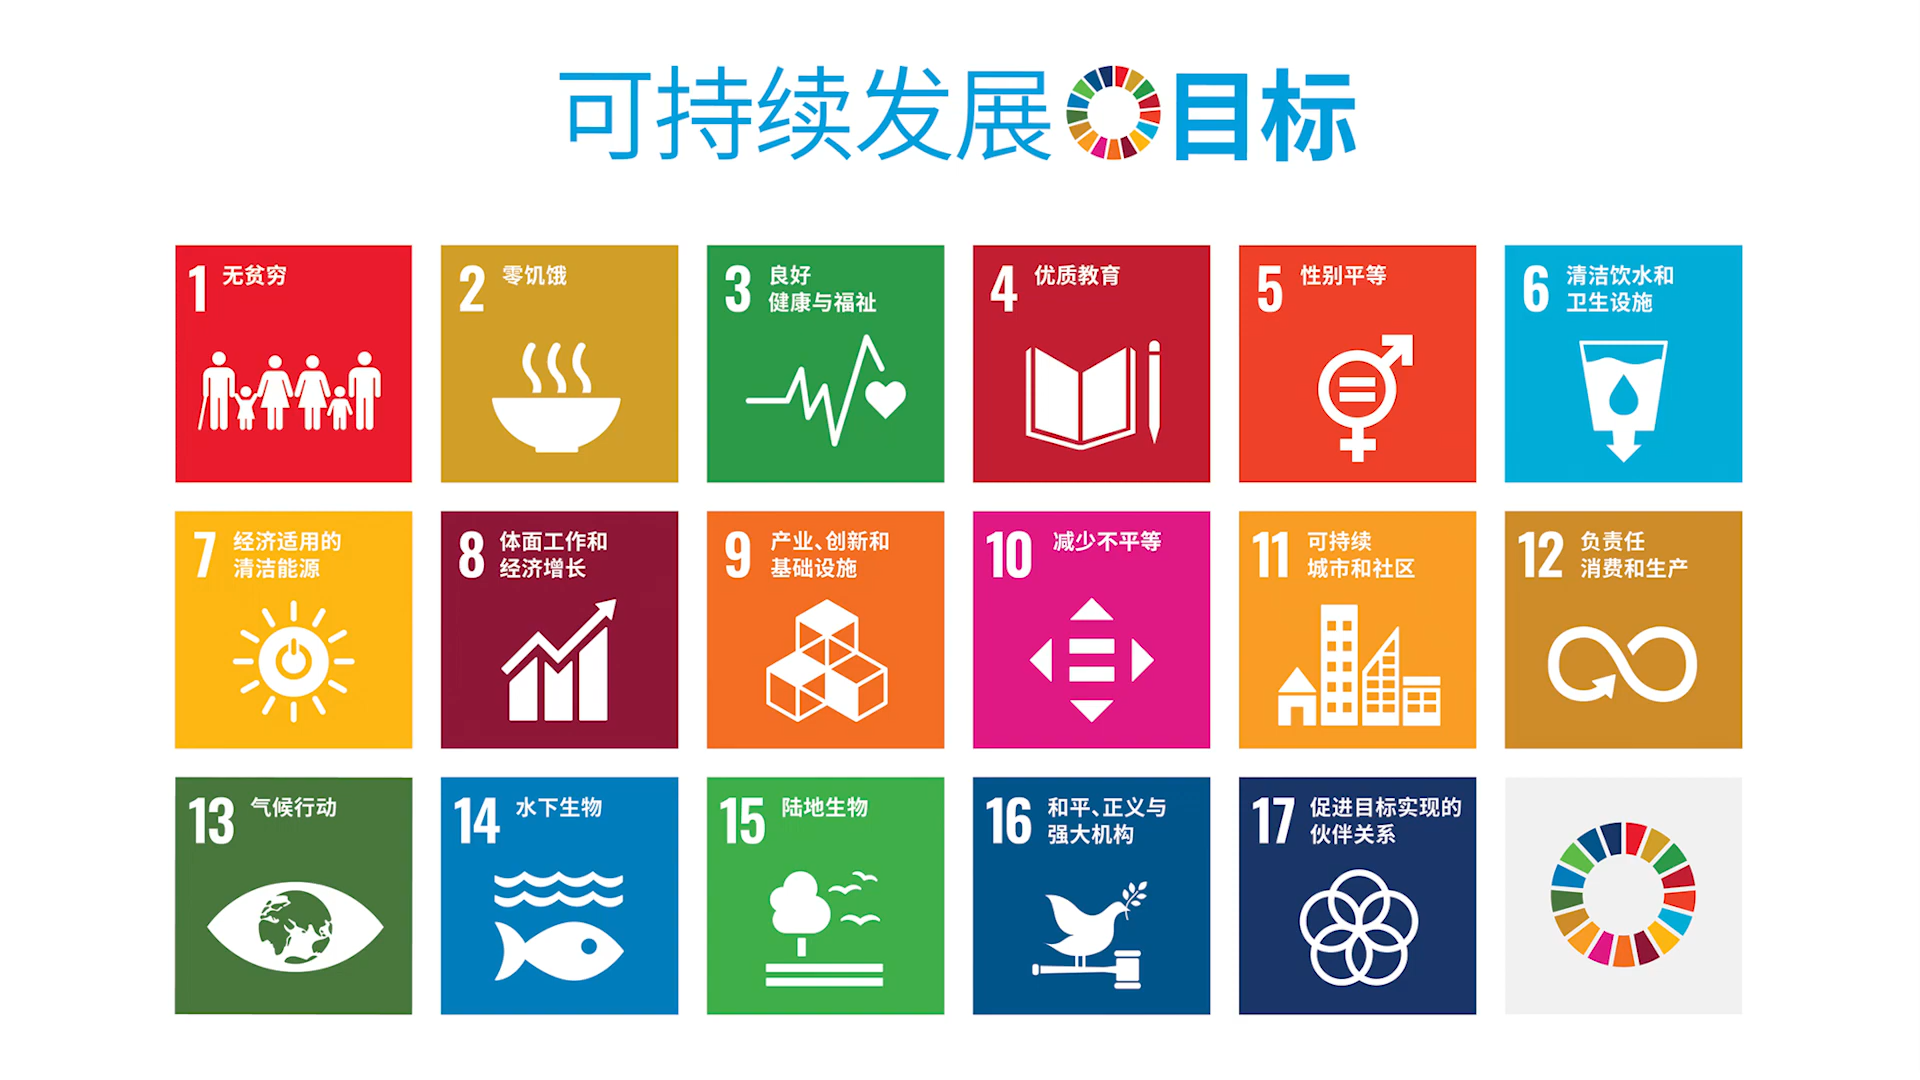 可持续发展目标
1 无贫穷
2 零饥饿
3 良好
健康与福祉
4 优质教育
5 性别平等
6 清洁饮水和
卫生设施
7 经济适用的
清洁能源
8 体面工作和
经济增长
9 产业、创新和
基础设施
10 减少不平等
11 可持续
城市和社区
12 负责任
消费和生产
13 气候行动
14 水下生物
15 陆地生物
16 和平、正义与
强大机构
17 促进目标实现的
伙伴关系